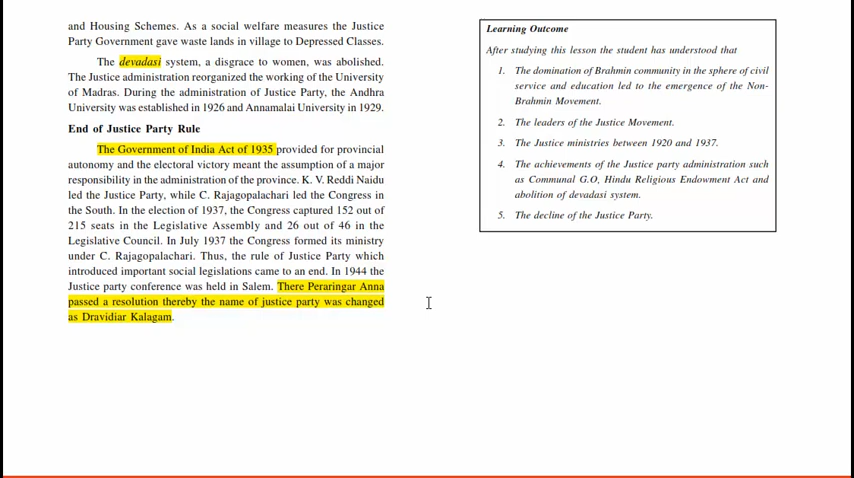 and Housing Schemes. As a social welfare measures the Justice
Party Government gave waste lands in village to Depressed Classes.
The devadasi system, a disgrace to women, was abolished.
The Justice administration reorganized the working of the University
of Madras. During the administration of Justice Party, the Andhra
University was established in 1926 and Annamalai University in 1929.
End of Justice Party Rule
The Government of India Act of 1935 provided for provincial
autonomy and the electoral victory meant the assumption of a major
responsibility in the administration of the province. K. V. Reddi Naidu
led the Justice Party, while C. Rajagopalachari led the Congress in
the South. In the election of 1937, the Congress captured 152 out of
215 seats in the Legislative Assembly and 26 out of 46 in the
Legislative Council. In July 1937 the Congress formed its ministry
under C. Rajagopalachari. Thus, the rule of Justice Party which
introduced important social legislations came to an end. In 1944 the
Justice party conference was held in Salem. There Peraringar Anna
passed a resolution thereby the name of justice party was changed
as Dravidiar Kalagam.
Learning Outcome
After studying this lesson the student has understood that
1. The domination of Brahmin community in the sphere of civil
service and education led to the emergence of the Non-
Brahmin Movement.
2. The leaders of the Justice Movement.
3. The Justice ministries between 1920 and 1937.
4. The achievements of the Justice party administration such
as Communal G.O, Hindu Religious Endowment Act and
abolition of devadasi system.
5. The decline of the Justice Party.